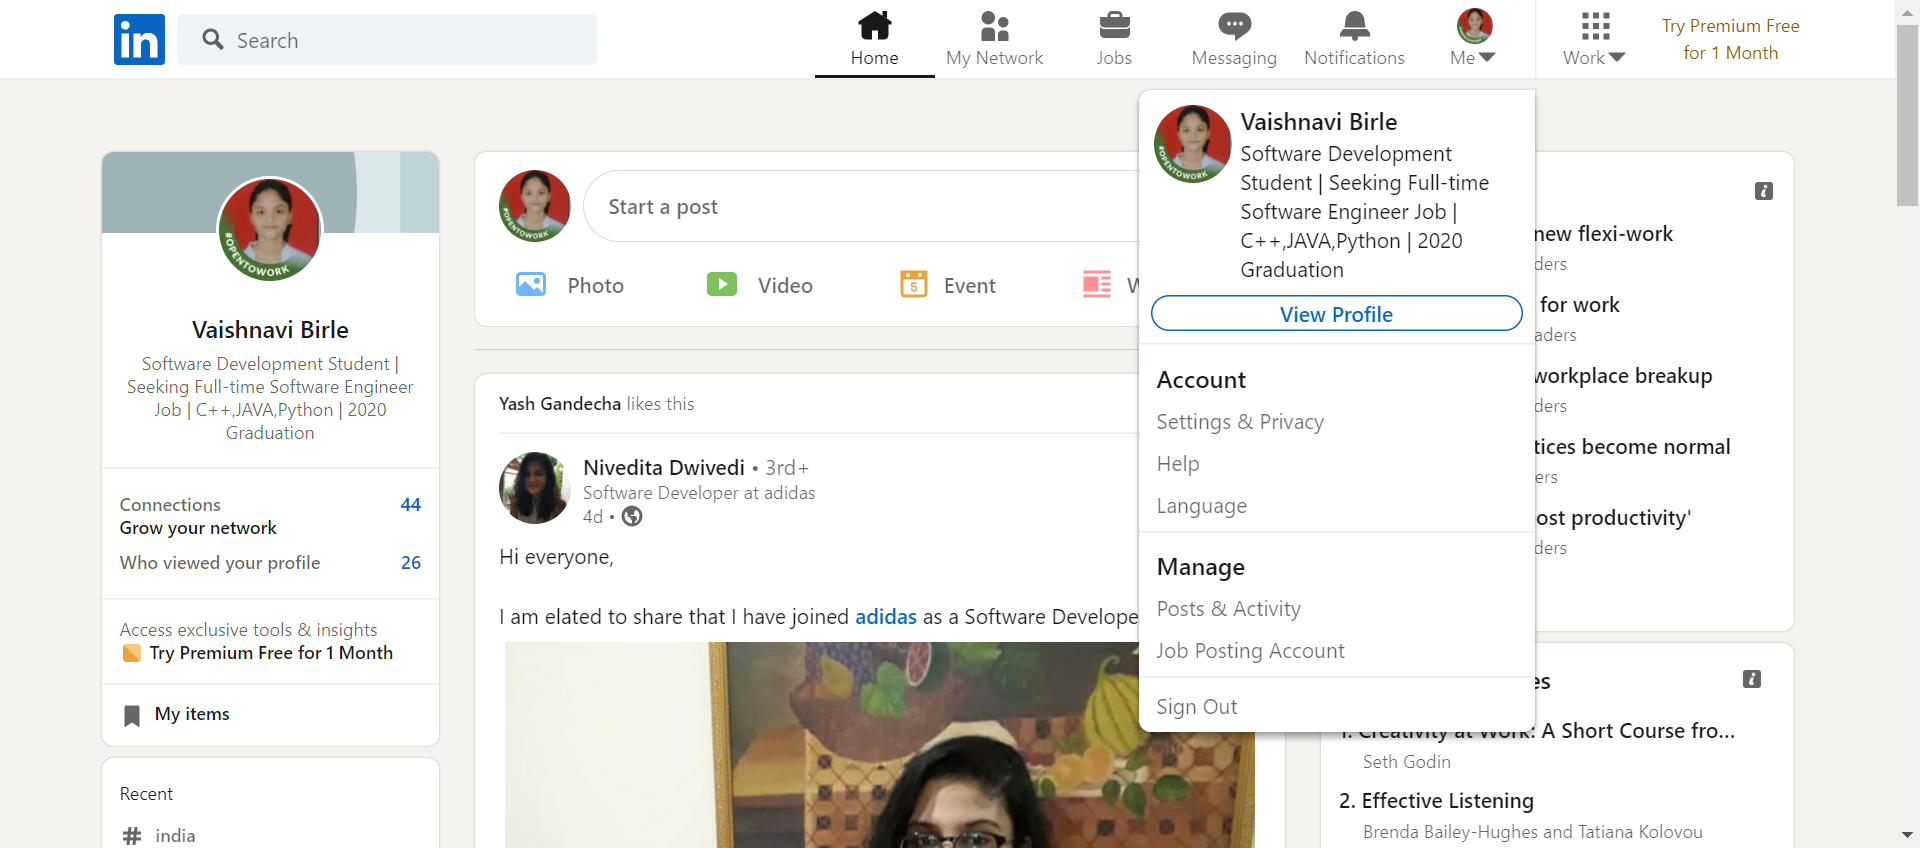 in
Search
Home
My Network
Jobs
Messaging
Notifications
Me
Work
Try Premium Free
for 1 Month
#OPENTOWORK
Vaishnavi Birle
Software Development Student |
Seeking Full-time Software Engineer
Job | C++,JAVA,Python | 2020
Graduation
Connections
44
Grow your network
Who viewed your profile
26
Access exclusive tools & insights
Try Premium Free for 1 Month
My items
Recent
# india
#OPENTOWORK
Start a post
Photo
Video
5
Event
W
Yash Gandecha likes this
Nivedita Dwivedi • 3rd+
Software Developer at adidas
4d •
Hi everyone,
I am elated to share that I have joined adidas as a Software Develope
#OPENTOWORK
Vaishnavi Birle
Software Development
Student | Seeking Full-time
Software Engineer Job |
C++,JAVA,Python | 2020
Graduation
View Profile
Account
Settings & Privacy
Help
Language
Manage
Posts & Activity
Job Posting Account
Sign Out
new flexi-work
ders
for work
aders
workplace breakup
ders
tices become normal
ers
ost productivity'
ders
es
1. Creativity at Work: A Short Course fro...
Seth Godin
2. Effective Listening
Brenda Bailey-Hughes and Tatiana Kolovou